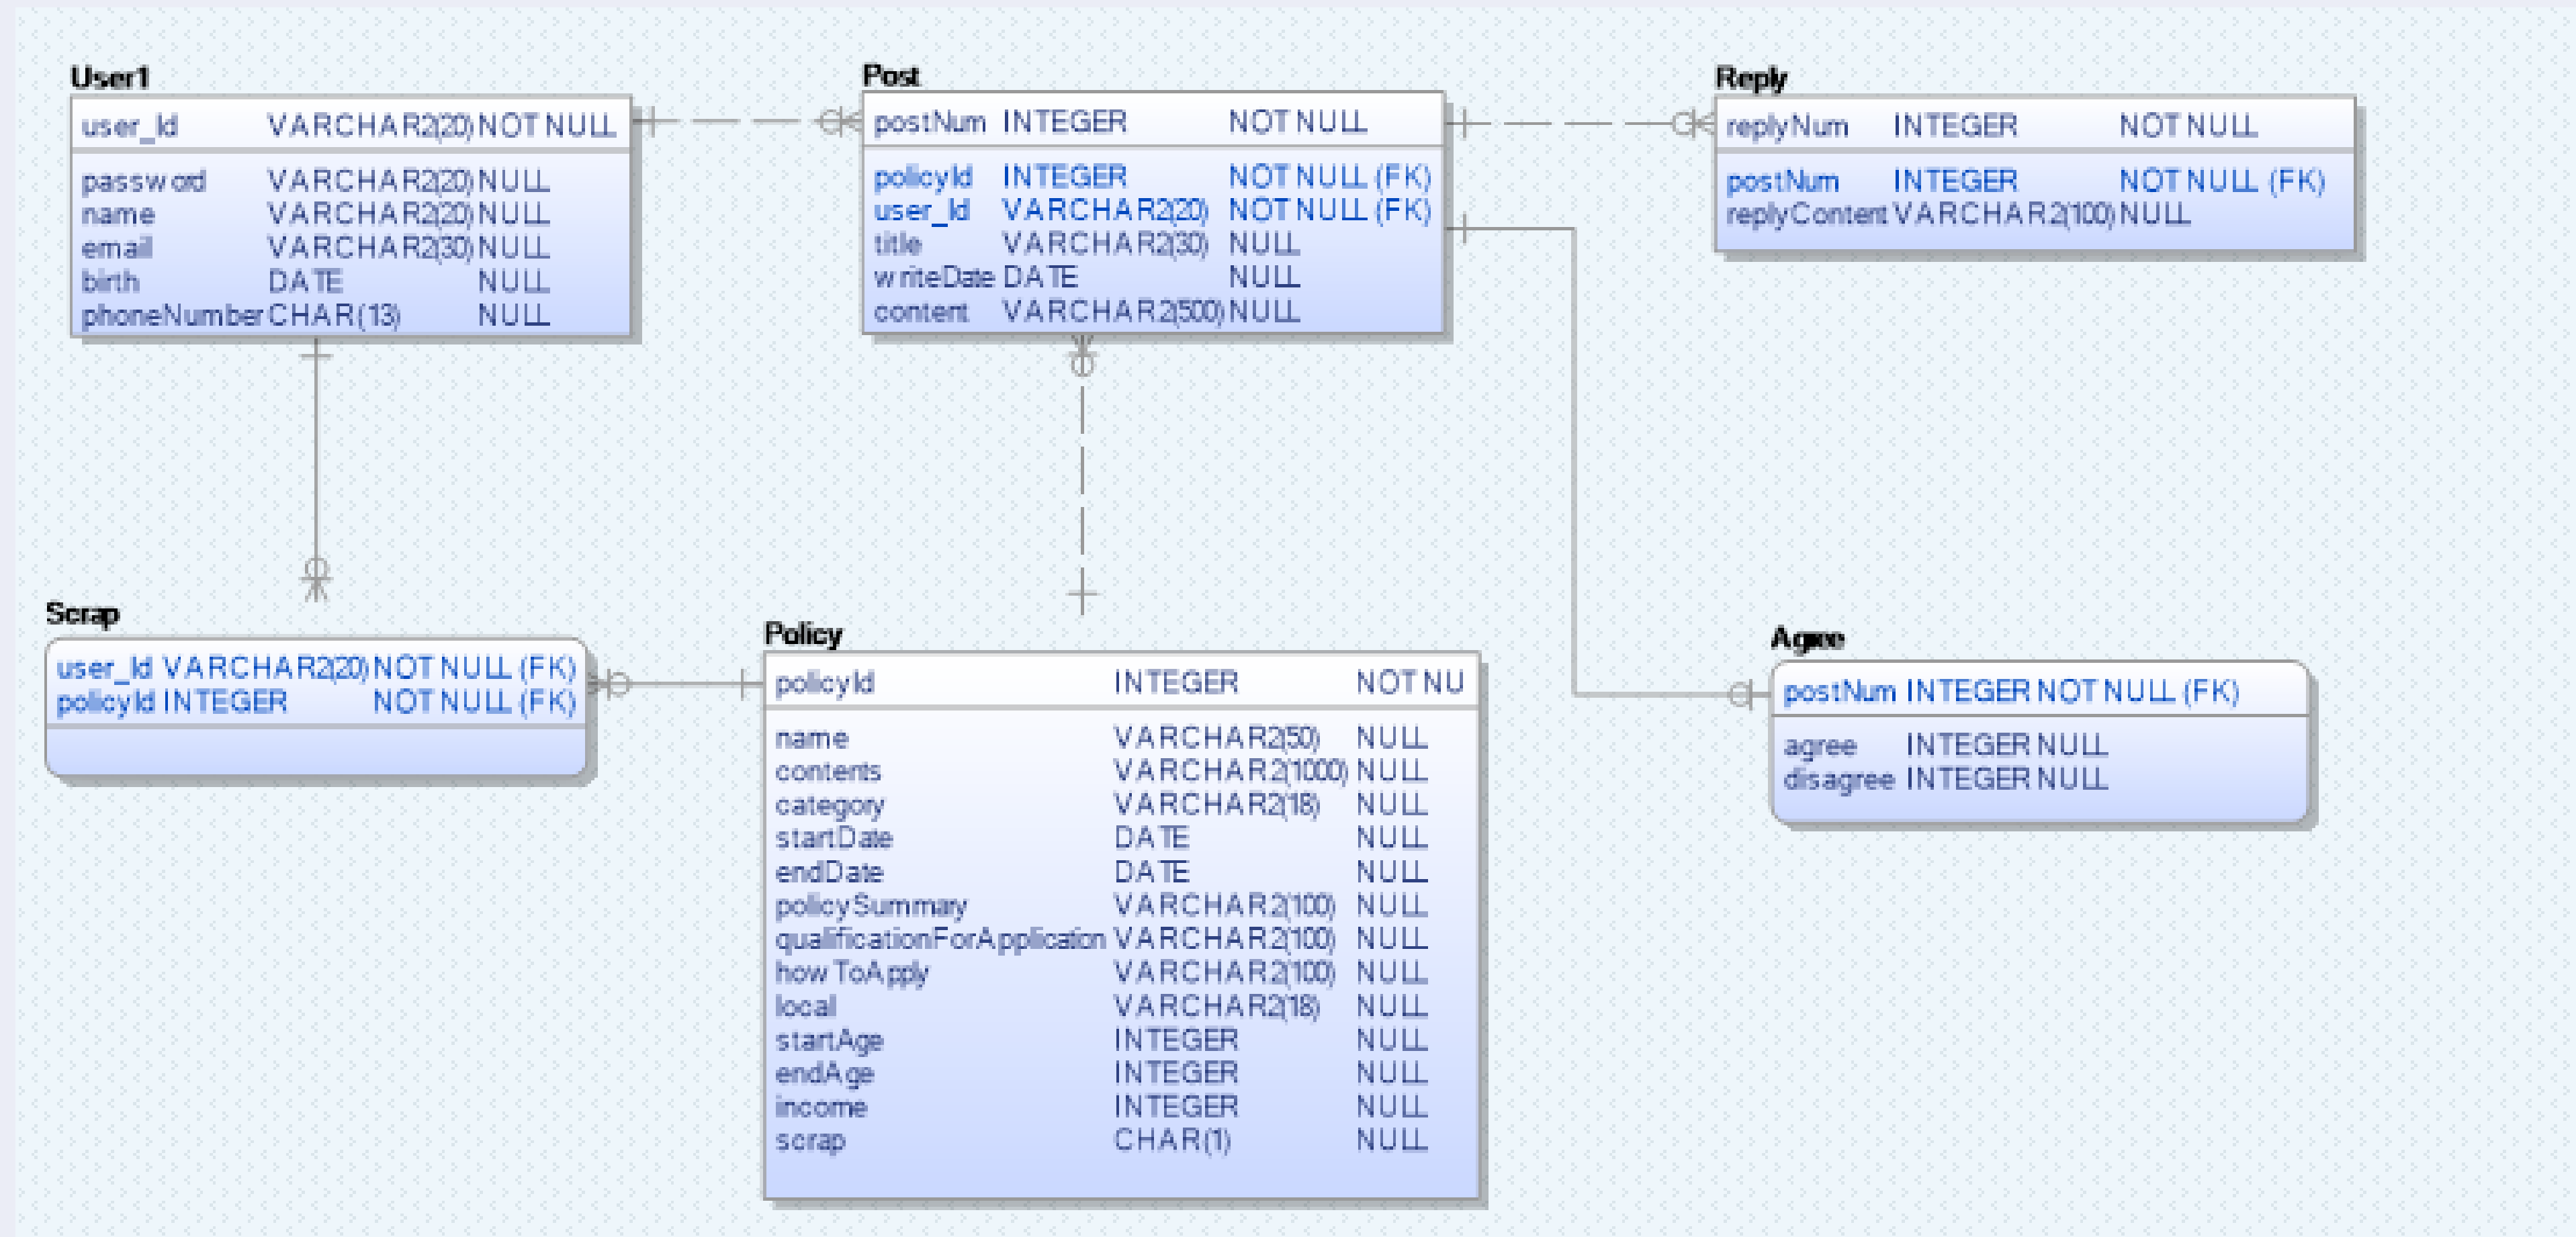 User1
user_Id VARCHAR2(20) NOT NULL
password VARCHAR2(20) NULL
name VARCHAR2(20) NULL
email VARCHAR2(30) NULL
birth DATE NULL
phoneNumber CHAR(13) NULL
Post
postNum INTEGER NOT NULL
policyId INTEGER NOT NULL (FK)
user_Id VARCHAR2(20) NOT NULL (FK)
title VARCHAR2(30) NULL
writeDate DATE NULL
content VARCHAR2(500) NULL
Reply
replyNum INTEGER NOT NULL
postNum INTEGER NOT NULL (FK)
replyContent VARCHAR2(100) NULL
Scrap
user_Id VARCHAR2(20) NOT NULL (FK)
policyId INTEGER NOT NULL (FK)
Policy
policyId INTEGER NOT NU
name VARCHAR2(50) NULL
contents VARCHAR2(1000) NULL
category VARCHAR2(18) NULL
startDate DATE NULL
endDate DATE NULL
policySummary VARCHAR2(100) NULL
qualificationForApplication VARCHAR2(100) NULL
howToApply VARCHAR2(100) NULL
local VARCHAR2(18) NULL
startAge INTEGER NULL
endAge INTEGER NULL
income INTEGER NULL
scrap CHAR(1) NULL
Agree
postNum INTEGER NOT NULL (FK)
agree INTEGER NULL
disagree INTEGER NULL